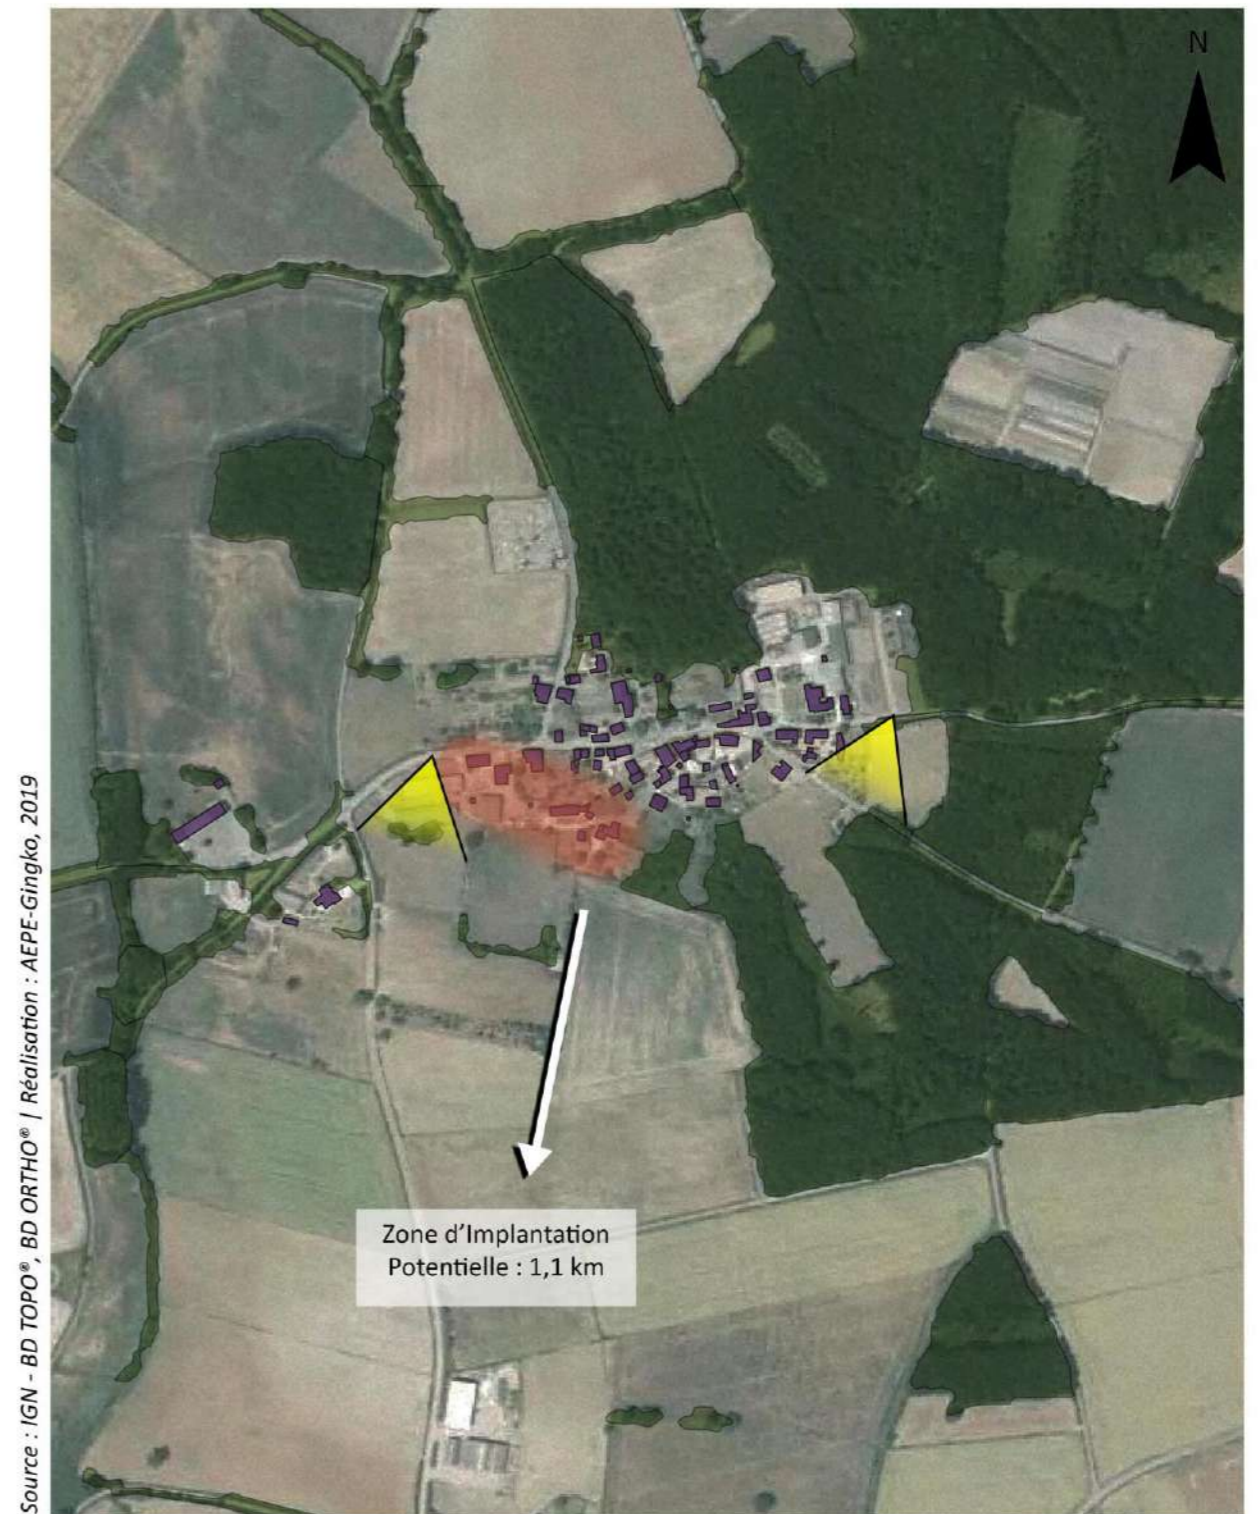 N
Zone d'Implantation
Potentielle : 1,1 km
Source : IGN - BD TOPO®, BD ORTHO® | Réalisation : AEPE-Gingko, 2019